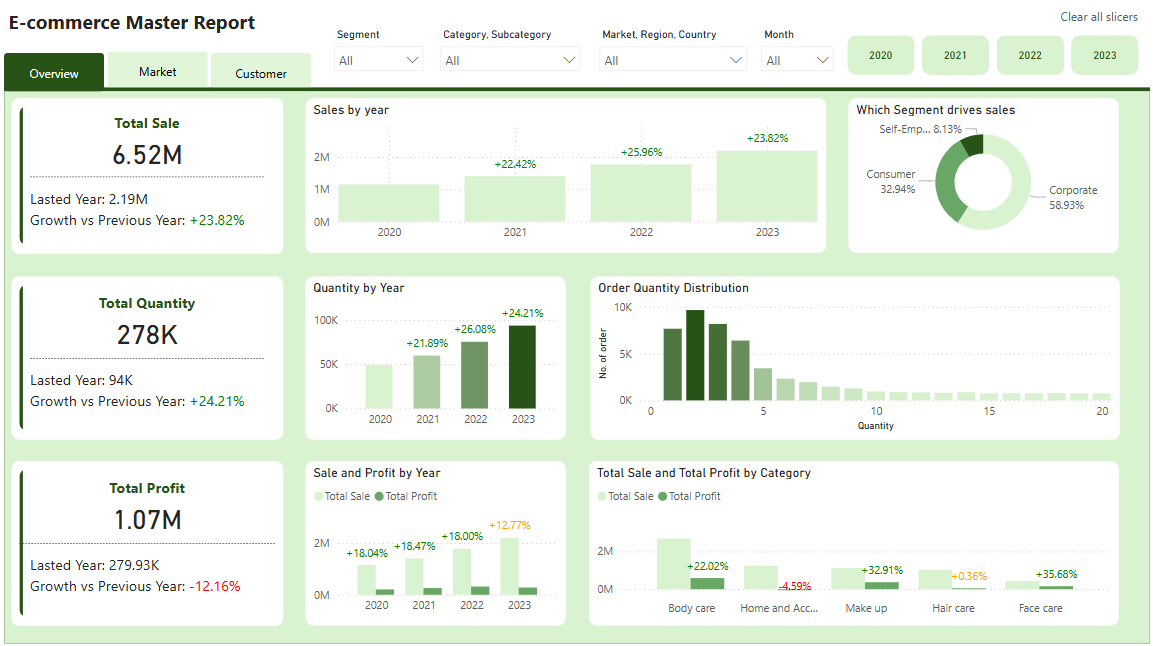 E-commerce Master Report
Clear all slicers
Segment
All
Category, Subcategory
All
Market, Region, Country
All
Month
All
2020
2021
2022
2023
Overview
Market
Customer
Total Sale
6.52M
Lasted Year: 2.19M
Growth vs Previous Year: +23.82%
Sales by year
2M
1M
0M
+22.42%
+25.96%
+23.82%
2020
2021
2022
2023
Which Segment drives sales
Self-Emp... 8.13%
Consumer
32.94%
Corporate
58.93%
Total Quantity
278K
Lasted Year: 94K
Growth vs Previous Year: +24.21%
Quantity by Year
100K
50K
0K
+21.89%
+26.08%
+24.21%
2020
2021
2022
2023
Order Quantity Distribution
No. of order
10K
5K
0K
0
5
10
15
20
Quantity
Total Profit
1.07M
Lasted Year: 279.93K
Growth vs Previous Year: -12.16%
Sale and Profit by Year
Total Sale
Total Profit
2M
0M
+18.04%
+18.47%
+18.00%
+12.77%
2020
2021
2022
2023
Total Sale and Total Profit by Category
Total Sale
Total Profit
2M
0M
+22.02%
-4.59%
+32.91%
+0.36%
+35.68%
Body care
Home and Acc...
Make up
Hair care
Face care